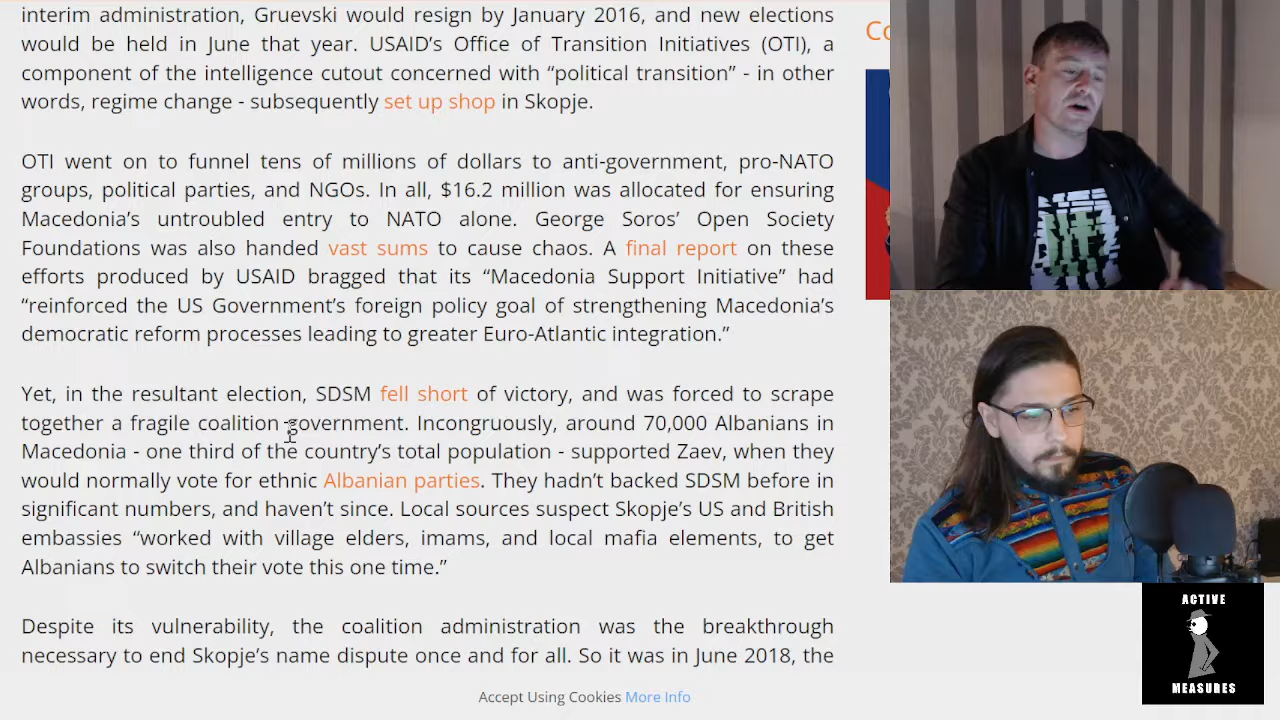 interim administration, Gruevski would resign by January 2016, and new elections
would be held in June that year. USAID’s Office of Transition Initiatives (OTI), a
component of the intelligence cutout concerned with “political transition” - in other
words, regime change - subsequently set up shop in Skopje.
OTI went on to funnel tens of millions of dollars to anti-government, pro-NATO
groups, political parties, and NGOs. In all, $16.2 million was allocated for ensuring
Macedonia’s untroubled entry to NATO alone. George Soros’ Open Society
Foundations was also handed vast sums to cause chaos. A final report on these
efforts produced by USAID bragged that its “Macedonia Support Initiative” had
“reinforced the US Government’s foreign policy goal of strengthening Macedonia’s
democratic reform processes leading to greater Euro-Atlantic integration.”
Yet, in the resultant election, SDSM fell short of victory, and was forced to scrape
together a fragile coalition government. Incongruously, around 70,000 Albanians in
Macedonia - one third of the country’s total population - supported Zaev, when they
would normally vote for ethnic Albanian parties. They hadn’t backed SDSM before in
significant numbers, and haven’t since. Local sources suspect Skopje’s US and British
embassies “worked with village elders, imams, and local mafia elements, to get
Albanians to switch their vote this one time.”
Despite its vulnerability, the coalition administration was the breakthrough
necessary to end Skopje’s name dispute once and for all. So it was in June 2018, the
Accept Using Cookies More Info
ACTIVE
MEASURES